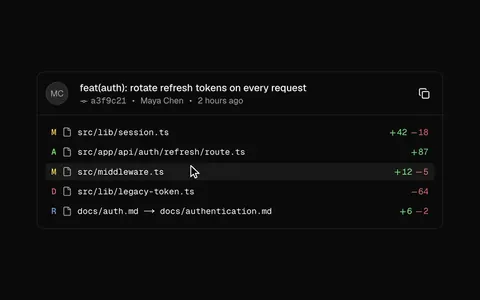 MC
feat(auth): rotate refresh tokens on every request
a3f9c21 • Maya Chen • 2 hours ago
M src/lib/session.ts +42 −18
A src/app/api/auth/refresh/route.ts +87
M src/middleware.ts +12 −5
D src/lib/legacy-token.ts −64
R docs/auth.md → docs/authentication.md +6 −2